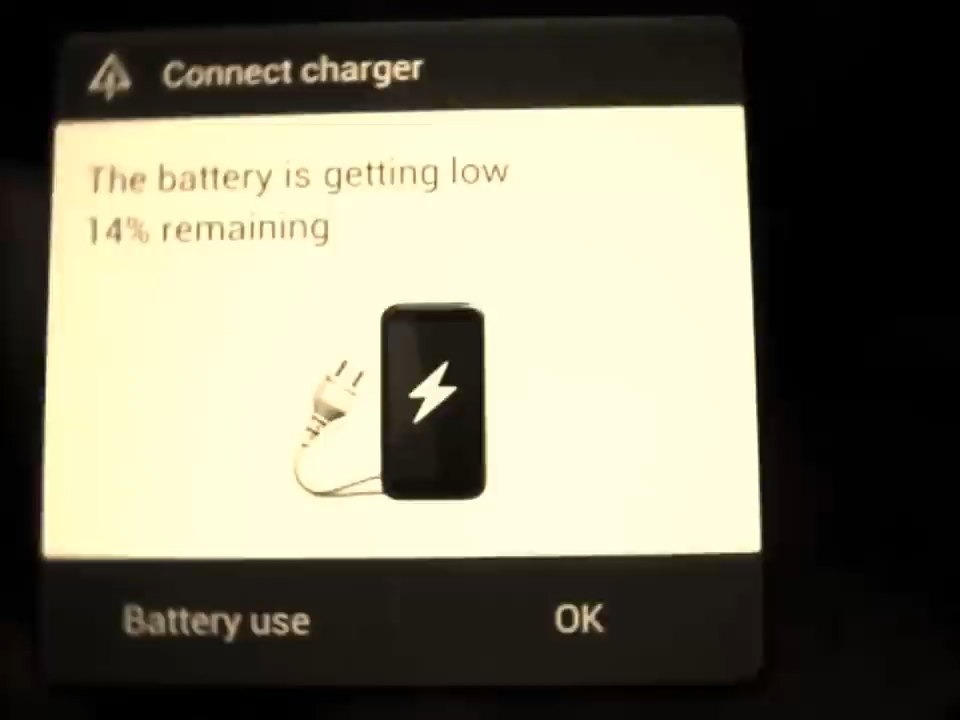 Connect charger
The battery is getting low
14% remaining
Battery use
OK